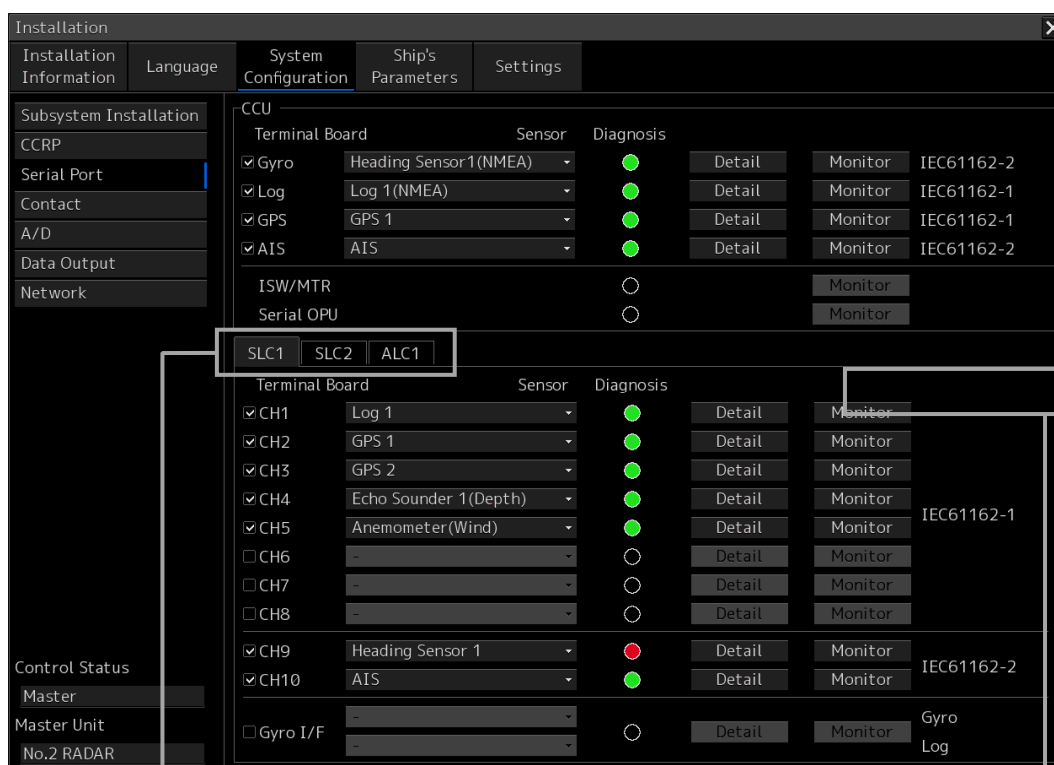 Installation
Installation Information
Language
System Configuration
Ship's Parameters
Settings
Subsystem Installation
CCRP
Serial Port
Contact
A/D
Data Output
Network
Control Status
Master
Master Unit
No.2 RADAR
CCU
Terminal Board Sensor Diagnosis
Gyro Heading Sensor1(NMEA) Detail Monitor IEC61162-2
Log Log 1(NMEA) Detail Monitor IEC61162-1
GPS GPS 1 Detail Monitor IEC61162-1
AIS AIS Detail Monitor IEC61162-2
ISW/MTR Monitor
Serial OPU Monitor
SLC1 SLC2 ALC1
Terminal Board Sensor Diagnosis
CH1 Log 1 Detail Monitor
CH2 GPS 1 Detail Monitor
CH3 GPS 2 Detail Monitor
CH4 Echo Sounder 1(Depth) Detail Monitor
IEC61162-1
CH5 Anemometer(Wind) Detail Monitor
CH6 - Detail Monitor
CH7 - Detail Monitor
CH8 - Detail Monitor
CH9 Heading Sensor 1 Detail Monitor
IEC61162-2
CH10 AIS Detail Monitor
- Gyro
Gyro I/F Detail Monitor
- Log